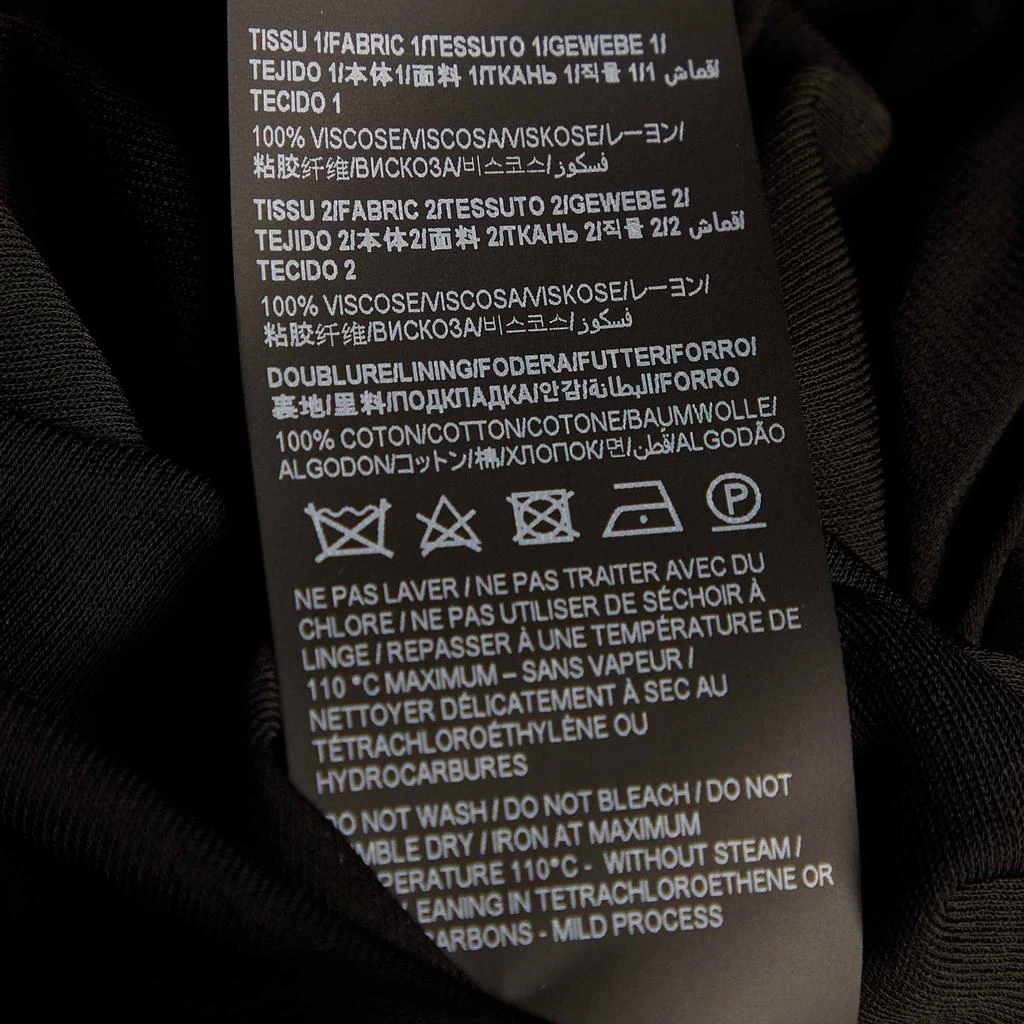 TISSU 1/FABRIC 1/TESSUTO 1/GEWEBE 1/
TEJIDO 1/本体1/面料 1/ТКАНЬ 1/직물 1/1 قماش/
TECIDO 1
100% VISCOSE/VISCOSA/VISKOSE/レーヨン/
粘胶纤维/ВИСКОЗА/비스코스/فسكوز
TISSU 2/FABRIC 2/TESSUTO 2/GEWEBE 2/
TEJIDO 2/本体2/面料 2/ТКАНЬ 2/직물 2/2 قماش/
TECIDO 2
100% VISCOSE/VISCOSA/VISKOSE/レーヨン/
粘胶纤维/ВИСКОЗА/비스코스/فسكوز
DOUBLURE/LINING/FODERA/FUTTER/FORRO/
裏地/里料/ПОДКПАДКА/안감/البطانة/FORRO
100% COTON/COTTON/COTONE/BAUMWOLLE/
ALGODON/コットン/棉/ХЛОПОК/면/قطن/ALGODÃO
P
NE PAS LAVER / NE PAS TRAITER AVEC DU
CHLORE / NE PAS UTILISER DE SÉCHOIR À
LINGE / REPASSER À UNE TEMPÉRATURE DE
110 °C MAXIMUM – SANS VAPEUR /
NETTOYER DÉLICATEMENT À SEC AU
TÉTRACHLOROÉTHYLÈNE OU
HYDROCARBURES
DO NOT WASH / DO NOT BLEACH / DO NOT
MBLE DRY / IRON AT MAXIMUM
PERATURE 110°C - WITHOUT STEAM /
EANING IN TETRACHLOROETHENE OR
ARBONS - MILD PROCESS